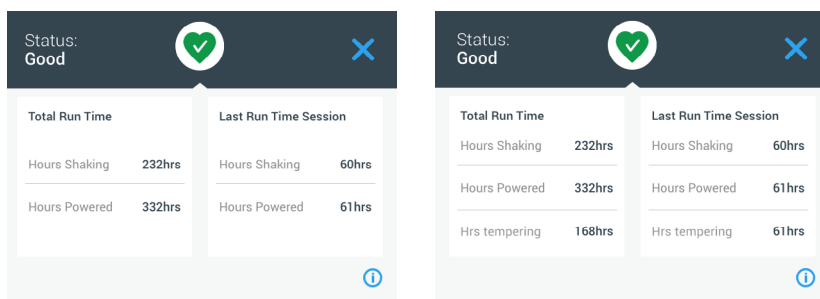 Status:
Good
Total Run Time
Hours Shaking 232hrs
Hours Powered 332hrs
Last Run Time Session
Hours Shaking 60hrs
Hours Powered 61hrs
Status:
Good
Total Run Time
Hours Shaking 232hrs
Hours Powered 332hrs
Hrs tempering 168hrs
Last Run Time Session
Hours Shaking 60hrs
Hours Powered 61hrs
Hrs tempering 61hrs